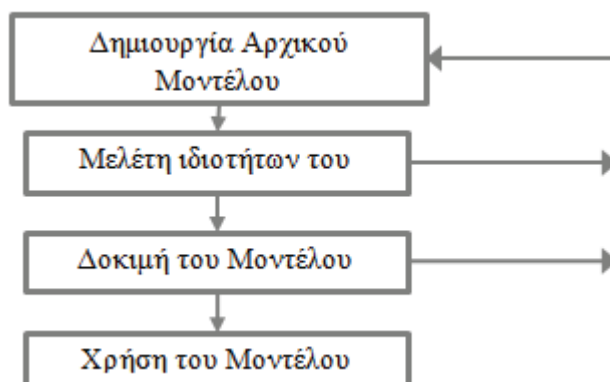 Δημιουργία Αρχικού
Μοντέλου
Μελέτη ιδιοτήτων του
Δοκιμή του Μοντέλου
Χρήση του Μοντέλου